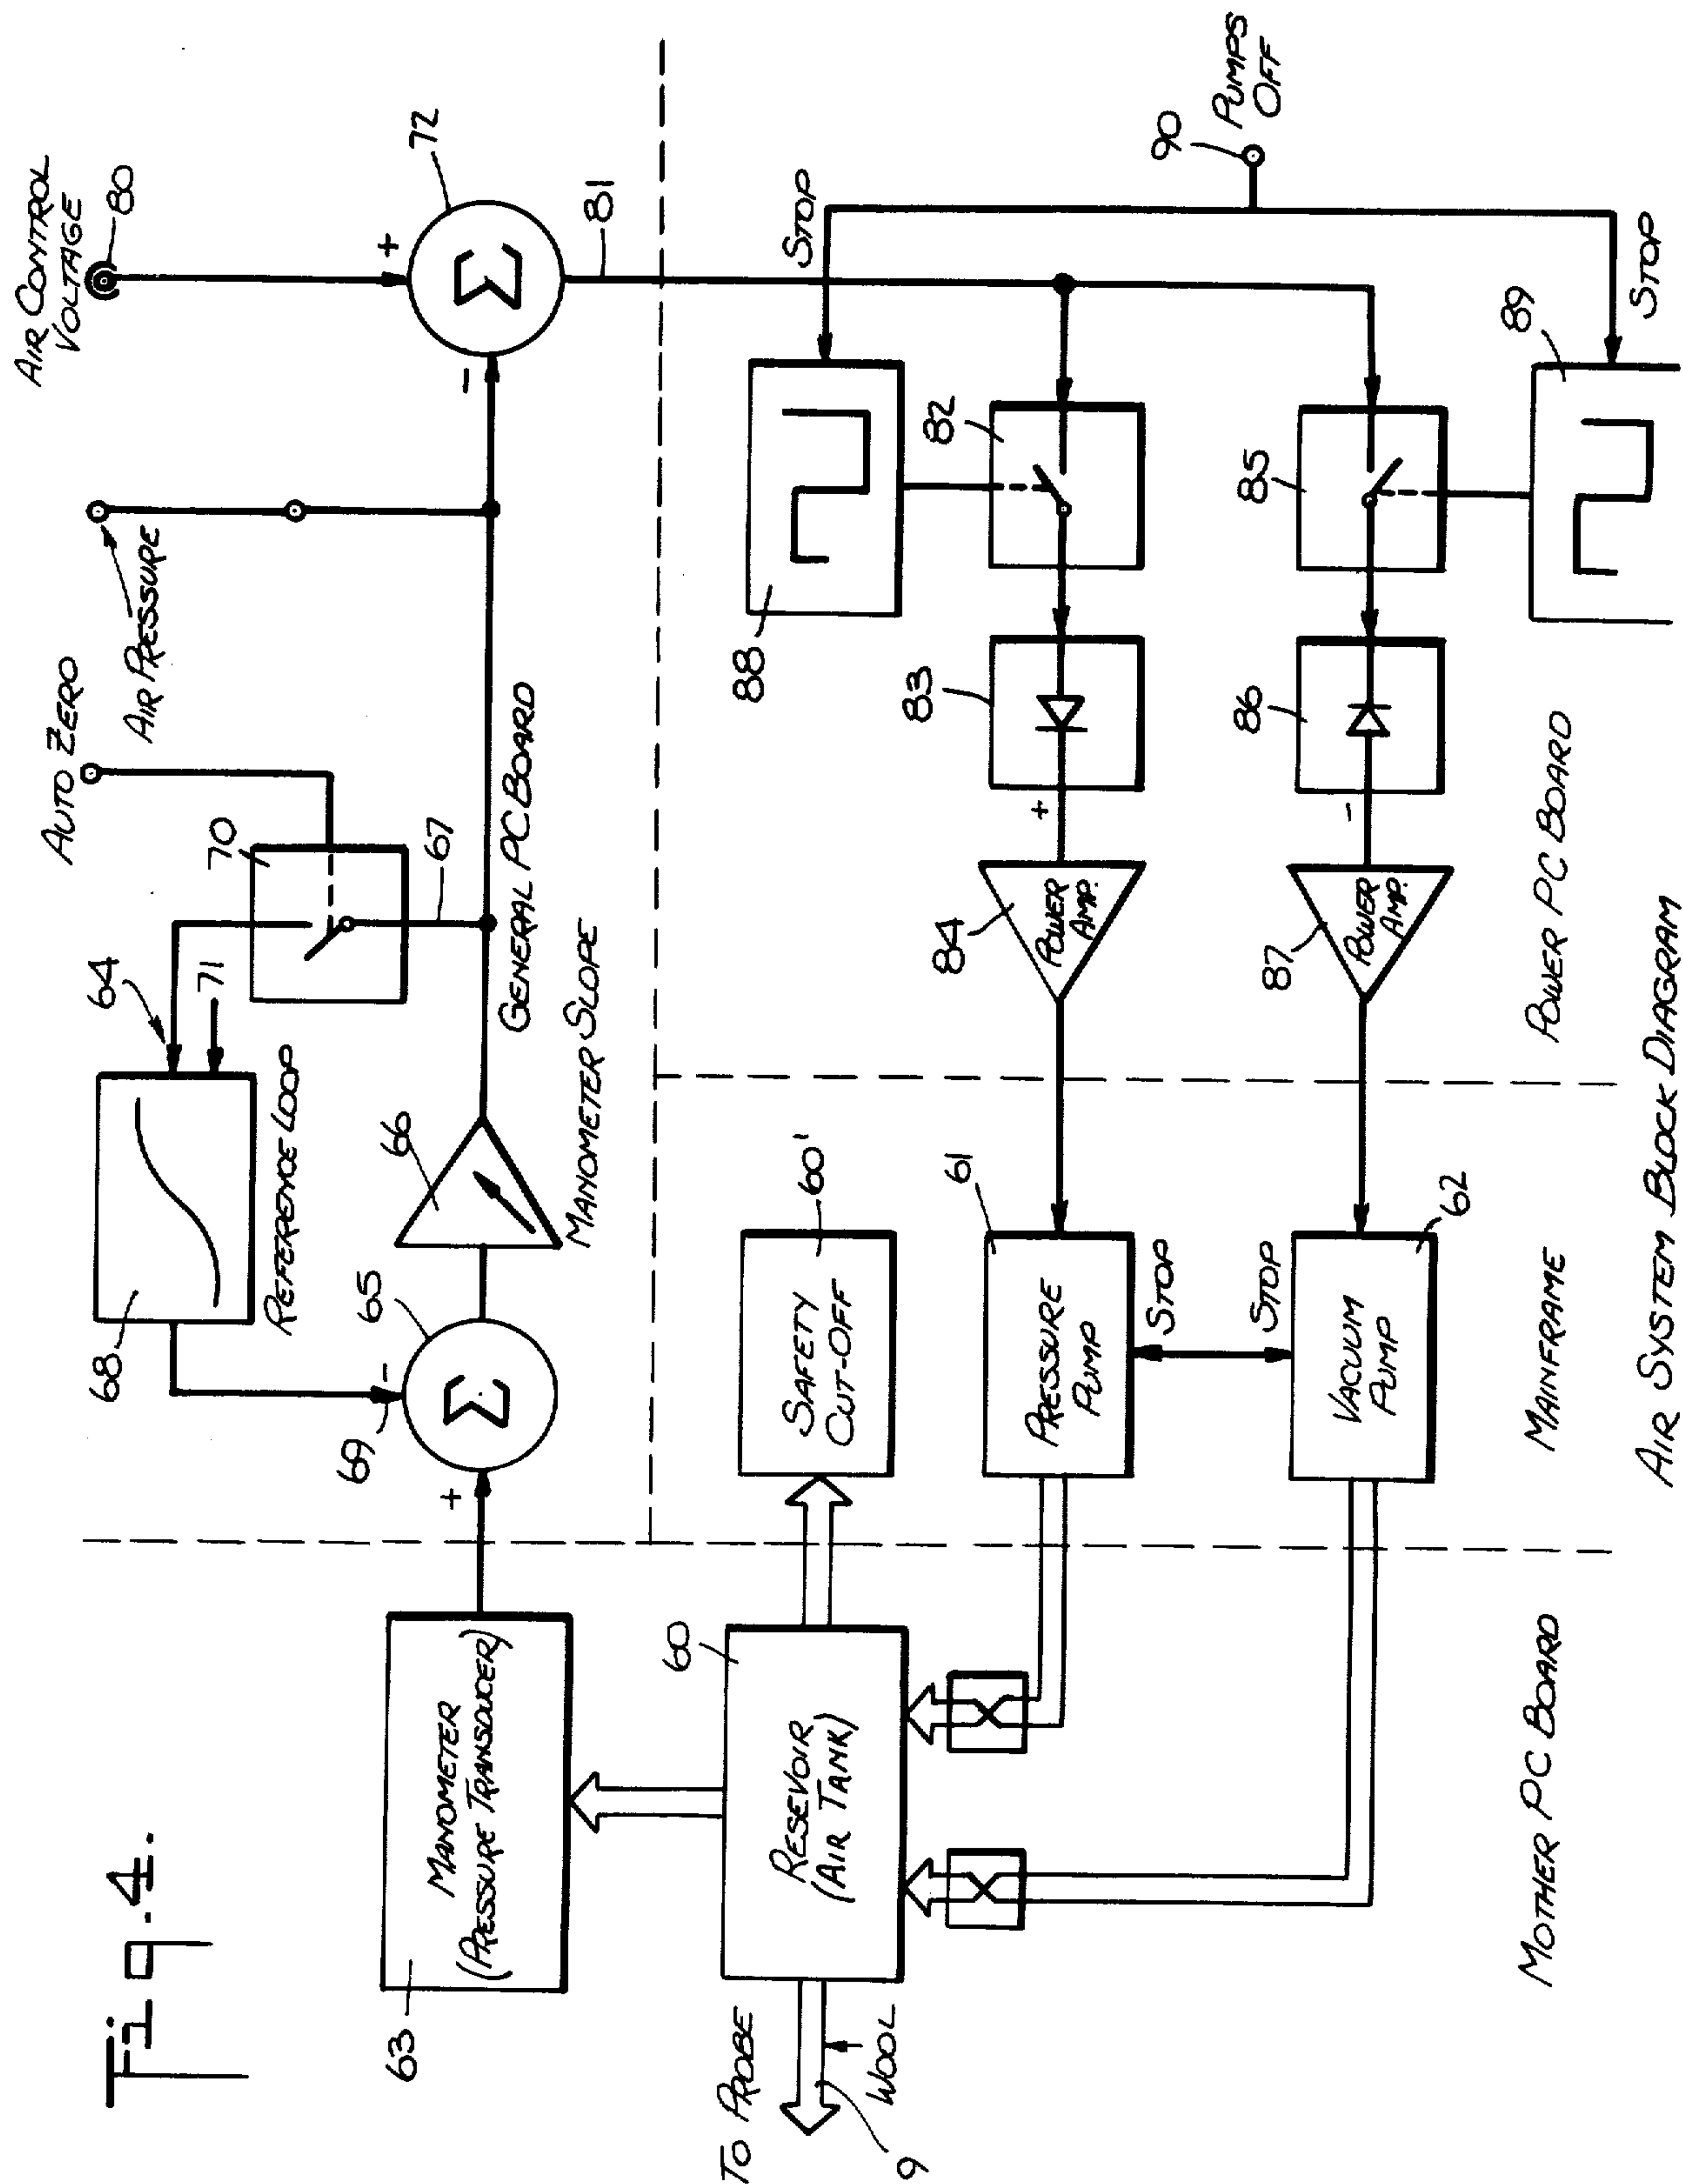 Fig. 4.
AIR CONTROL
VOLTAGE
80
AUTO ZERO
AIR PRESSURE
64
71
70
67
68
REFERENCE LOOP
69
-
65
Σ
+
66
MANOMETER SLOPE
GENERAL PC BOARD
-
+
Σ
72
81
63
MANOMETER
(PRESSURE TRANSDUCER)
TO PROBE
9
WOOL
60
RESEVOIR
(AIR TANK)
SAFETY
CUT-OFF
60'
88
STOP
61
PRESSURE
PUMP
STOP
84
POWER
AMP.
+
83
82
90
PUMPS
OFF
STOP
VACUUM
PUMP
62
87
POWER
AMP.
-
86
85
89
STOP
MOTHER PC BOARD
MAINFRAME
POWER PC BOARD
AIR SYSTEM BLOCK DIAGRAM